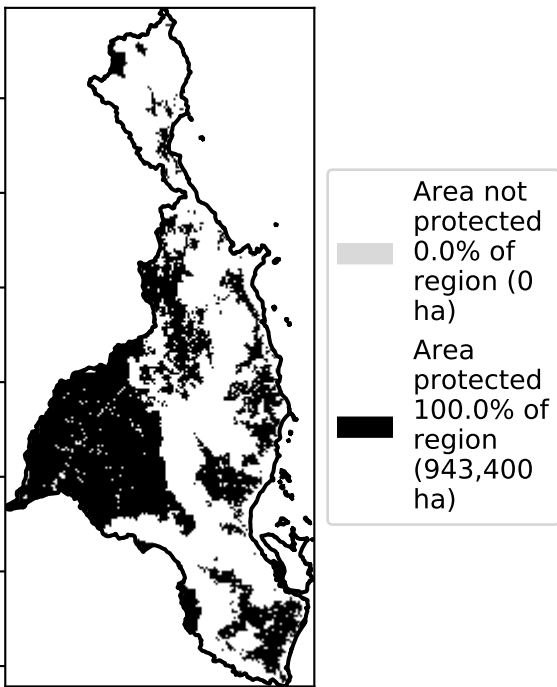 Area not
protected
0.0% of
region (0
ha)
Area
protected
100.0% of
region
(943,400
ha)